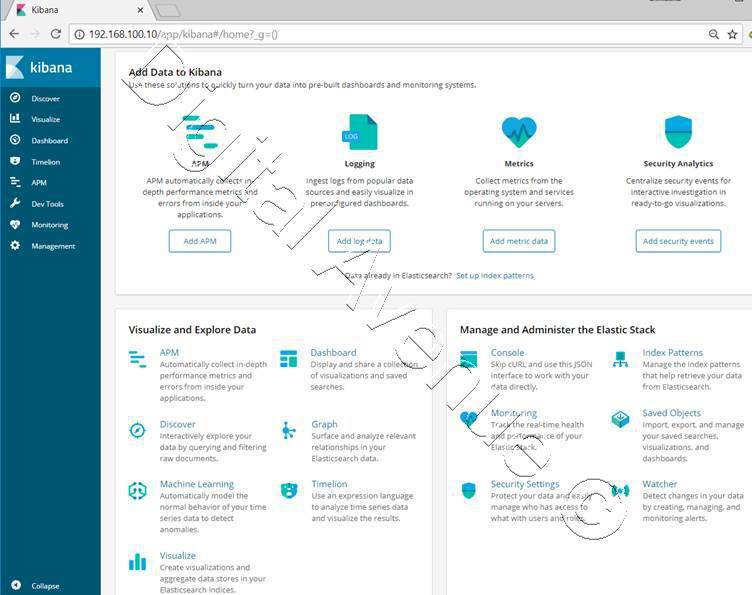 Kibana
192.168.100.10/app/kibana#/home?_g=()
kibana
Discover
Visualize
Dashboard
Timelion
APM
Dev Tools
Monitoring
Management
Collapse
Add Data to Kibana
Use these solutions to quickly turn your data into pre-built dashboards and monitoring systems.
APM
APM automatically collects in-
depth performance metrics and
errors from inside your
applications.
Add APM
LOG
Logging
Ingest logs from popular data
sources and easily visualize in
preconfigured dashboards.
Add log data
Metrics
Collect metrics from the
operating system and services
running on your servers.
Add metric data
Security Analytics
Centralize security events for
interactive investigation in
ready-to-go visualizations.
Add security events
Data already in Elasticsearch? Set up index patterns
Visualize and Explore Data
APM
Automatically collect in-depth
performance metrics and
errors from inside your
applications.
Dashboard
Display and share a collection
of visualizations and saved
searches.
Discover
Interactively explore your
data by querying and filtering
raw documents.
Graph
Surface and analyze relevant
relationships in your
Elasticsearch data.
Machine Learning
Automatically model the
normal behavior of your time
series data to detect
anomalies.
Timelion
Use an expression language
to analyze time series data
and visualize the results.
Visualize
Create visualizations and
aggregate data stores in your
Elasticsearch indices.
Manage and Administer the Elastic Stack
Console
Skip cURL and use this JSON
interface to work with your
data directly.
Index Patterns
Manage the index patterns
that help retrieve your data
from Elasticsearch.
Monitoring
Track the real-time health
and performance of your
Elastic Stack.
Saved Objects
Import, export, and manage
your saved searches,
visualizations, and
dashboards.
Security Settings
Protect your data and easily
manage who has access to
what with users and roles.
Watcher
Detect changes in your data
by creating, managing, and
monitoring alerts.
Digital Avenue ©